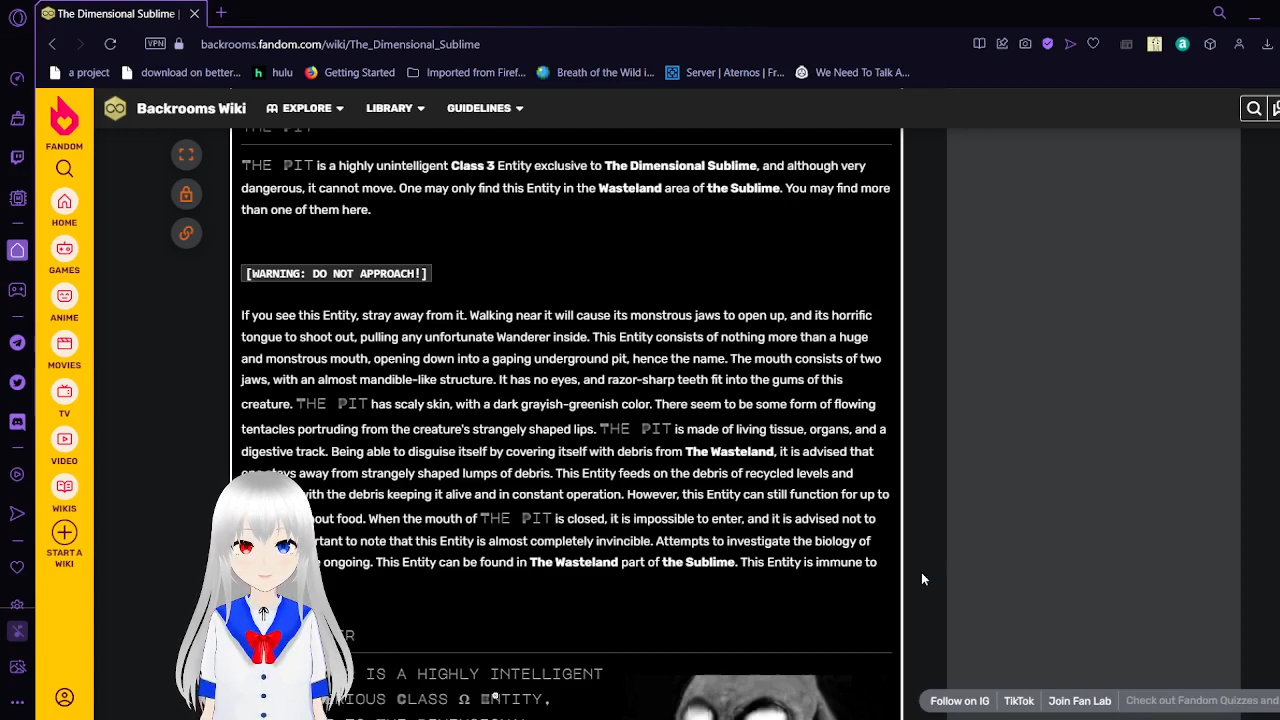 The Dimensional Sublime |
VPN
backrooms.fandom.com/wiki/The_Dimensional_Sublime
a project
download on better...
hulu
Getting Started
Imported from Firef...
Breath of the Wild i...
Server | Aternos | Fr...
We Need To Talk A...
FANDOM
HOME
GAMES
ANIME
MOVIES
TV
VIDEO
WIKIS
START A
WIKI
Backrooms Wiki
EXPLORE
LIBRARY
GUIDELINES
THE PIT
THE PIT is a highly unintelligent Class 3 Entity exclusive to The Dimensional Sublime, and although very
dangerous, it cannot move. One may only find this Entity in the Wasteland area of the Sublime. You may find more
than one of them here.
[WARNING: DO NOT APPROACH!]
If you see this Entity, stray away from it. Walking near it will cause its monstrous jaws to open up, and its horrific
tongue to shoot out, pulling any unfortunate Wanderer inside. This Entity consists of nothing more than a huge
and monstrous mouth, opening down into a gaping underground pit, hence the name. The mouth consists of two
jaws, with an almost mandible-like structure. It has no eyes, and razor-sharp teeth fit into the gums of this
creature. THE PIT has scaly skin, with a dark grayish-greenish color. There seem to be some form of flowing
tentacles portruding from the creature's strangely shaped lips. THE PIT is made of living tissue, organs, and a
digestive track. Being able to disguise itself by covering itself with debris from The Wasteland, it is advised that
one stays away from strangely shaped lumps of debris. This Entity feeds on the debris of recycled levels and
with the debris keeping it alive and in constant operation. However, this Entity can still function for up to
out food. When the mouth of THE PIT is closed, it is impossible to enter, and it is advised not to
rtant to note that this Entity is almost completely invincible. Attempts to investigate the biology of
ongoing. This Entity can be found in The Wasteland part of the Sublime. This Entity is immune to
ER
IS A HIGHLY INTELLIGENT
RIOUS CLASS Ω ENTITY,
Follow on IG
TikTok
Join Fan Lab
Check out Fandom Quizzes and